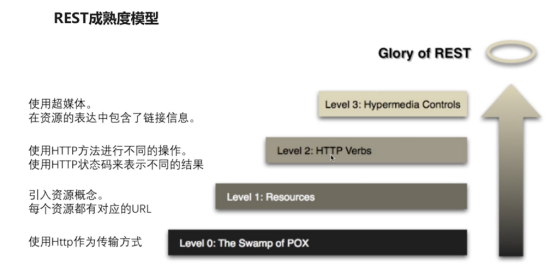 REST成熟度模型
Glory of REST
使用超媒体。
在资源的表达中包含了链接信息。
Level 3: Hypermedia Controls
使用HTTP方法进行不同的操作。
使用HTTP状态码来表示不同的结果
Level 2: HTTP Verbs
引入资源概念。
每个资源都有对应的URL
Level 1: Resources
使用Http作为传输方式
Level 0: The Swamp of POX